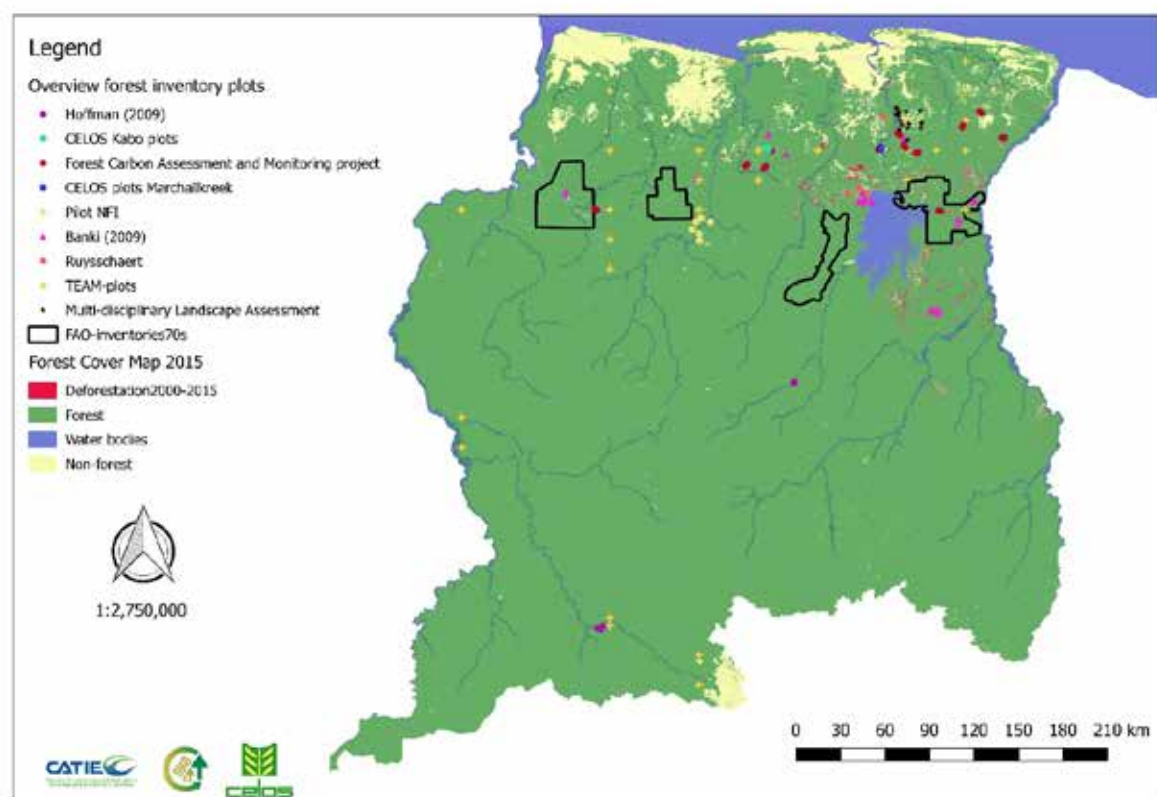 Legend
Overview forest inventory plots
Hoffman (2009)
CELOS Kabo plots
Forest Carbon Assessment and Monitoring project
CELOS plots Marchallkreek
Pilot NFI
Banki (2009)
Ruysschaert
TEAM-plots
Multi-disciplinary Landscape Assessment
FAO-inventories70s
Forest Cover Map 2015
Deforestation2000-2015
Forest
Water bodies
Non-forest
1:2,750,000
0 30 60 90 120 150 180 210 km
CATIE
celos